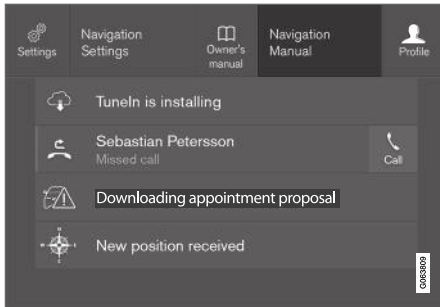 Settings
Navigation
Settings
Owner's
manual
Navigation
Manual
Profile
TuneIn is installing
Sebastian Petersson
Missed call
Call
Downloading appointment proposal
New position received
G063809